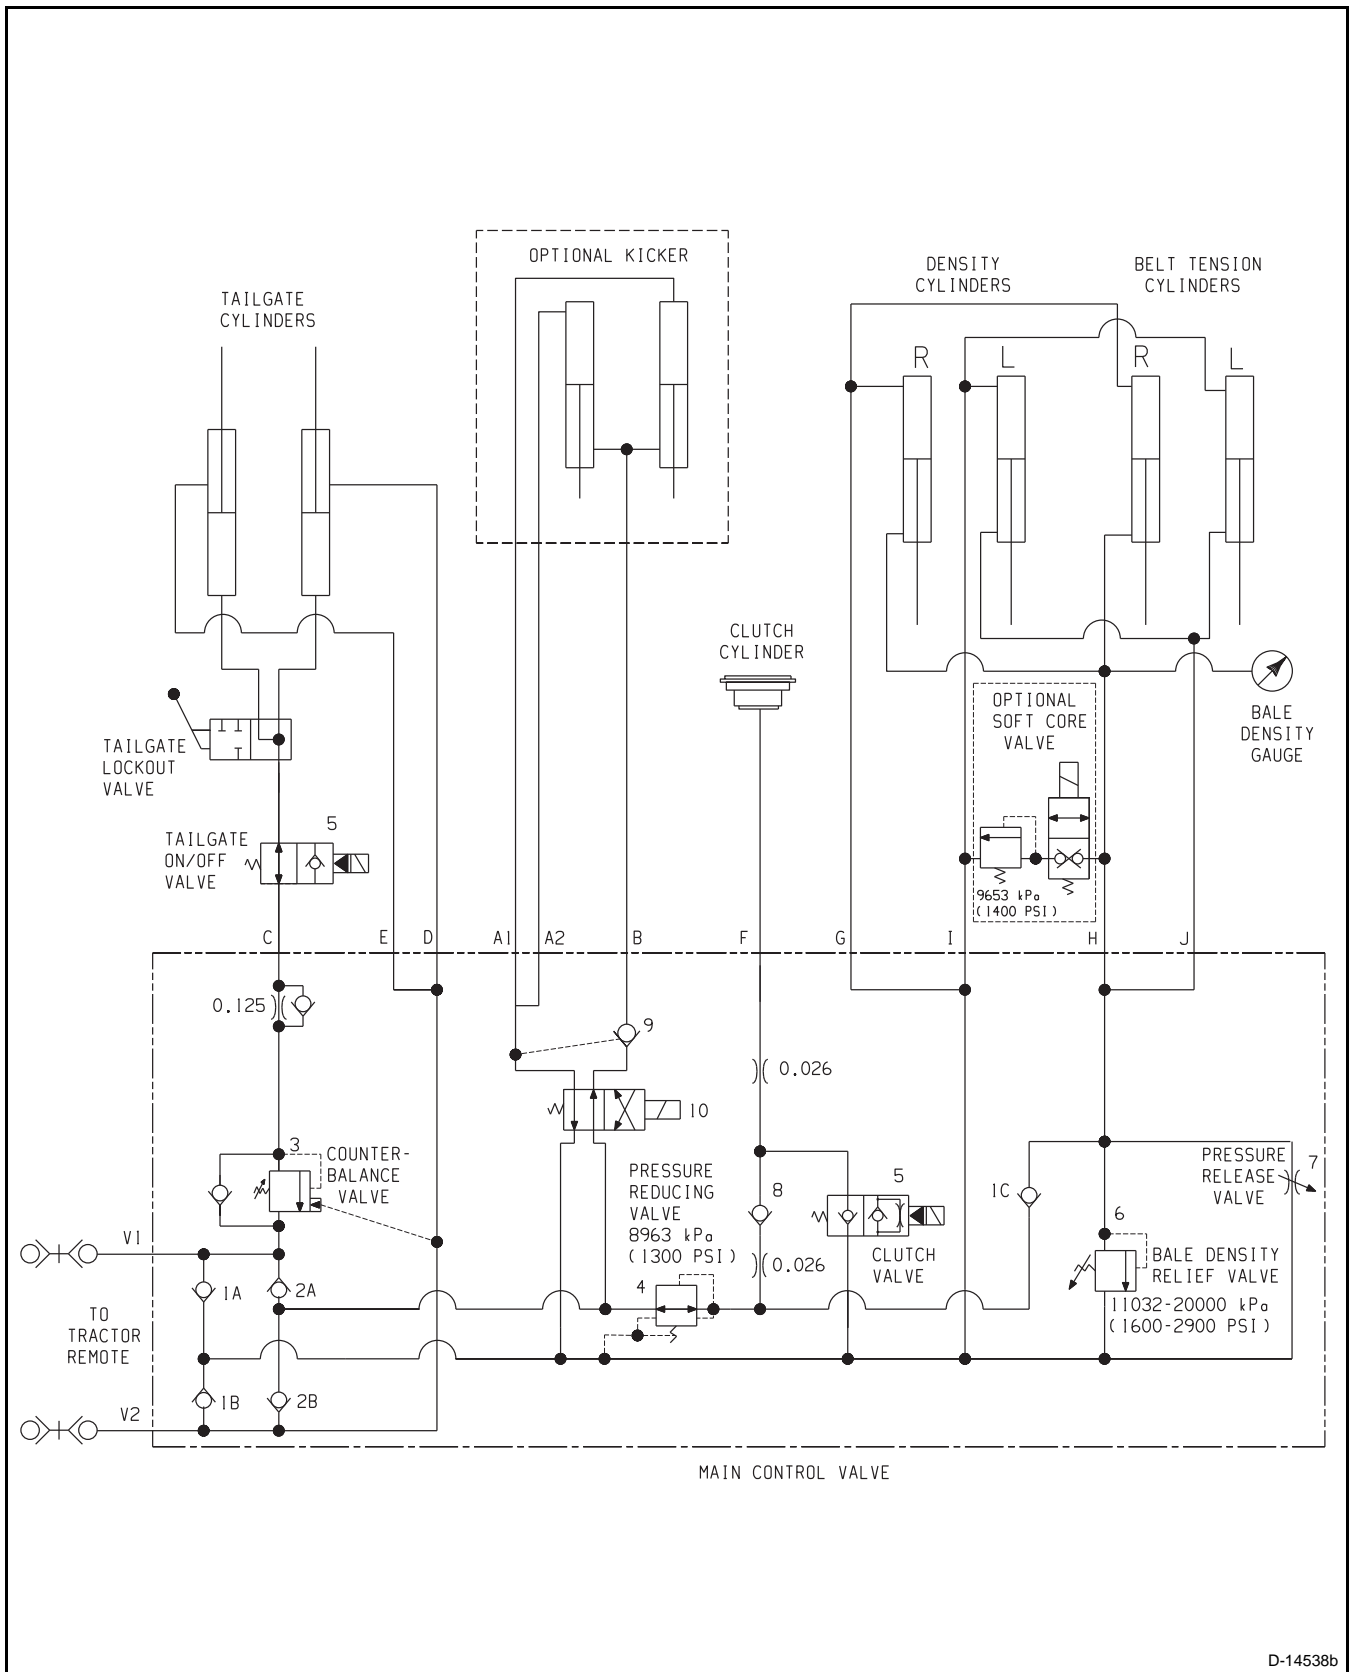 OPTIONAL KICKER
DENSITY
CYLINDERS
BELT TENSION
CYLINDERS
TAILGATE
CYLINDERS
R
L
R
L
CLUTCH
CYLINDER
OPTIONAL
SOFT CORE
VALVE
BALE
DENSITY
GAUGE
TAILGATE
LOCKOUT
VALVE
5
TAILGATE
ON/OFF
VALVE
9653 kPa
(1400 PSI)
C
E
D
A1
A2
B
F
G
I
H
J
0.125
9
0.026
10
3
COUNTER-
BALANCE
VALVE
PRESSURE
REDUCING
VALVE
8963 kPa
(1300 PSI)
8
5
1C
PRESSURE
RELEASE
VALVE
7
6
V1
CLUTCH
VALVE
BALE DENSITY
RELIEF VALVE
11032-20000 kPa
(1600-2900 PSI)
0.026
4
1A
2A
TO
TRACTOR
REMOTE
1B
2B
V2
MAIN CONTROL VALVE
D-14538b